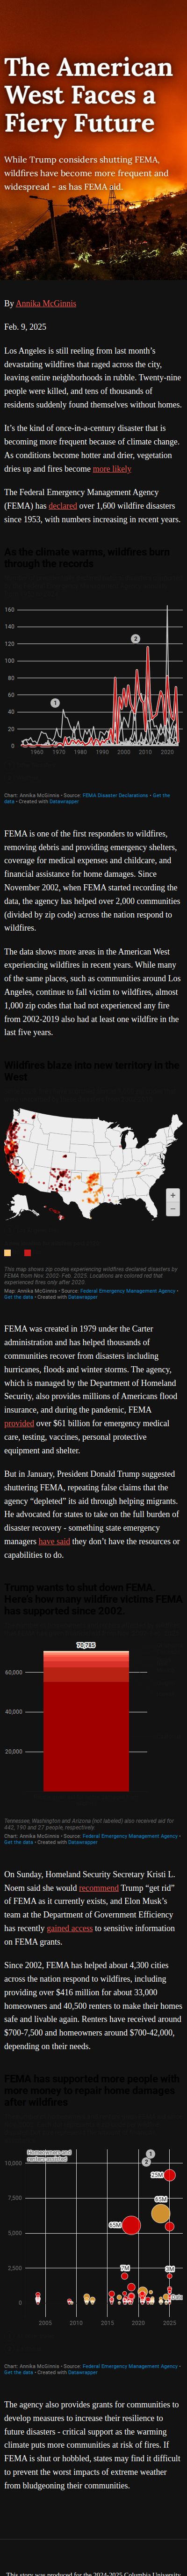 The American
West Faces a
Fiery Future
While Trump considers shutting FEMA,
wildfires have become more frequent and
widespread - as has FEMA aid.
By Annika McGinnis
Feb. 9, 2025
Los Angeles is still reeling from last month’s
devastating wildfires that raged across the city,
leaving entire neighborhoods in rubble. Twenty-nine
people were killed, and tens of thousands of
residents suddenly found themselves without homes.
It’s the kind of once-in-a-century disaster that is
becoming more frequent because of climate change.
As conditions become hotter and drier, vegetation
dries up and fires become more likely
The Federal Emergency Management Agency
(FEMA) has declared over 1,600 wildfire disasters
since 1953, with numbers increasing in recent years.
As the climate warms, wildfires burn
through the records
160
140
120
100
80
60
40
20
0
1
2
1960
1970
1980
1990
2000
2010
2020
Chart: Annika McGinnis • Source: FEMA Disaster Declarations • Get the
data • Created with Datawrapper
FEMA is one of the first responders to wildfires,
removing debris and providing emergency shelters,
coverage for medical expenses and childcare, and
financial assistance for home damages. Since
November 2002, when FEMA started recording the
data, the agency has helped over 2,000 communities
(divided by zip code) across the nation respond to
wildfires.
The data shows more areas in the American West
experiencing wildfires in recent years. While many
of the same places, such as communities around Los
Angeles, continue to fall victim to wildfires, almost
1,000 zip codes that had not experienced any fire
from 2002-2019 also had at least one wildfire in the
last five years.
Wildfires blaze into new territory in the
West
1
+
−
This map shows zip codes experiencing wildfires declared disasters by
FEMA from Nov. 2002- Feb. 2025. Locations are colored red that
experienced fires only after 2020.
Map: Annika McGinnis • Source: Federal Emergency Management Agency •
Get the data • Created with Datawrapper
FEMA was created in 1979 under the Carter
administration and has helped thousands of
communities recover from disasters including
hurricanes, floods and winter storms. The agency,
which is managed by the Department of Homeland
Security, also provides millions of Americans flood
insurance, and during the pandemic, FEMA
provided over $61 billion for emergency medical
care, testing, vaccines, personal protective
equipment and shelter.
But in January, President Donald Trump suggested
shuttering FEMA, repeating false claims that the
agency “depleted” its aid through helping migrants.
He advocated for states to take on the full burden of
disaster recovery - something state emergency
managers have said they don’t have the resources or
capabilities to do.
Trump wants to shut down FEMA.
Here's how many wildfire victims FEMA
has supported since 2002.
70,785
60,000
40,000
20,000
Tennessee, Washington and Arizona (not labeled) also received aid for
442, 190 and 27 people, respectively.
Chart: Annika McGinnis • Source: Federal Emergency Management Agency •
Get the data • Created with Datawrapper
On Sunday, Homeland Security Secretary Kristi L.
Noem said she would recommend Trump “get rid”
of FEMA as it currently exists, and Elon Musk’s
team at the Department of Government Efficiency
has recently gained access to sensitive information
on FEMA grants.
Since 2002, FEMA has helped about 4,300 cities
across the nation respond to wildfires, including
providing over $416 million for about 33,000
homeowners and 40,500 renters to make their homes
safe and livable again. Renters have received around
$700-7,500 and homeowners around $700-42,000,
depending on their needs.
FEMA has supported more people with
more money to repair home damages
after wildfires
Homeowners and
renters assisted
1
2
10,000
7,500
5,000
2,500
0
25M
65M
65M
7M
3M
2005
2010
2015
2020
2025
Chart: Annika McGinnis • Source: Federal Emergency Management Agency •
Get the data • Created with Datawrapper
The agency also provides grants for communities to
develop measures to increase their resilience to
future disasters - critical support as the warming
climate puts more communities at risk of fires. If
FEMA is shut or hobbled, states may find it difficult
to prevent the worst impacts of extreme weather
from bludgeoning their communities.
This story was produced for the 2024-2025 Columbia University